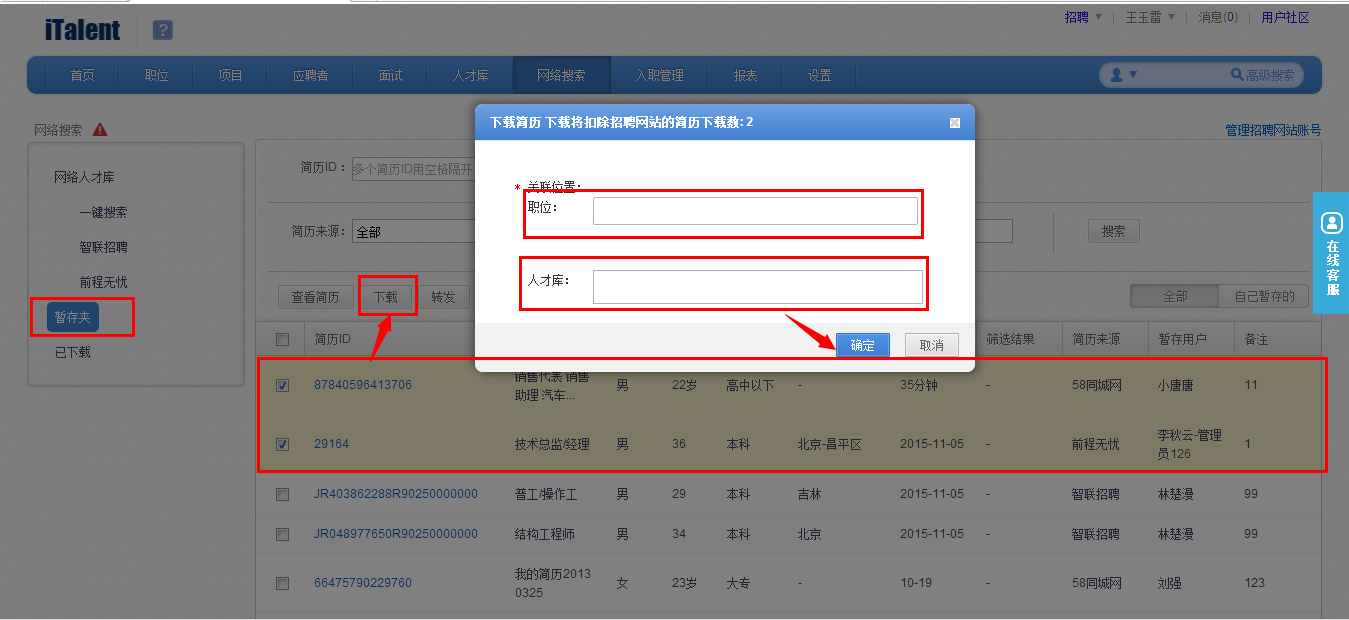 招聘 ▼ 王玉雷 ▼ 消息(0) 用户社区
iTalent ?
首页 职位 项目 应聘者 面试 人才库 网络搜索 入职管理 报表 设置 高级搜索
下载简历 下载将扣除招聘网站的简历下载数: 2
网络搜索
管理招聘网站账号
网络人才库
一键搜索
智联招聘
前程无忧
暂存夹
已下载
简历ID： 多个简历ID用空格隔开
* 关联位置:
职位:
简历来源: 全部
搜索
人才库:
查看简历 下载 转发
全部 自己暂存的
确定 取消
在线客服
简历ID 筛选结果 简历来源 暂存用户 备注
87840596413706 销售代表 销售助理 汽车... 男 22岁 高中以下 - 35分钟 - 58同城网 小唐唐 11
29164 技术总监/经理 男 36 本科 北京-昌平区 2015-11-05 - 前程无忧 李秋云-管理员126 1
JR403862288R90250000000 普工/操作工 男 29 本科 吉林 2015-11-05 - 智联招聘 林楚漫 99
JR048977650R90250000000 结构工程师 男 34 本科 北京 2015-11-05 - 智联招聘 林楚漫 99
66475790229760 我的简历20130325 女 23岁 大专 - 10-19 - 58同城网 刘强 123